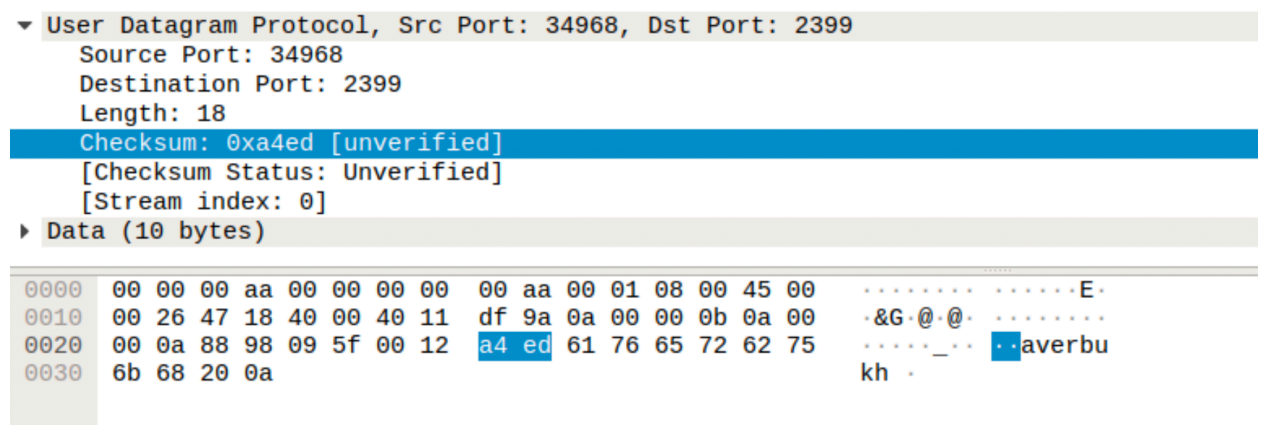 User Datagram Protocol, Src Port: 34968, Dst Port: 2399
Source Port: 34968
Destination Port: 2399
Length: 18
Checksum: 0xa4ed [unverified]
[Checksum Status: Unverified]
[Stream index: 0]
Data (10 bytes)
0000 00 00 00 aa 00 00 00 00 00 aa 00 01 08 00 45 00 ········ ······E·
0010 00 26 47 18 40 00 40 11 df 9a 0a 00 00 0b 0a 00 ·&G·@·@· ········
0020 00 0a 88 98 09 5f 00 12 a4 ed 61 76 65 72 62 75 ·····_·· ··averbu
0030 6b 68 20 0a kh ·